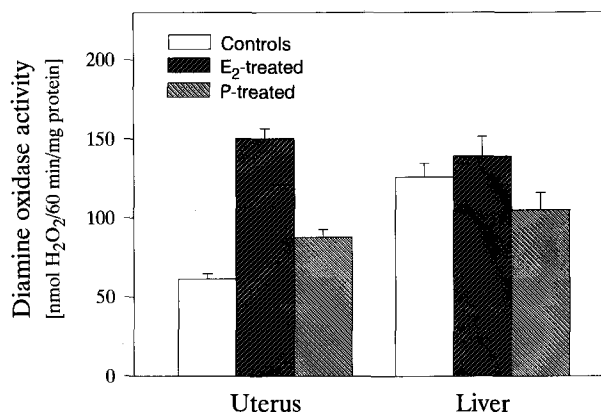 Diamine oxidase activity
[nmol H₂O₂/60 min/mg protein]
200
150
100
50
0
Controls
E₂-treated
P-treated
Uterus Liver